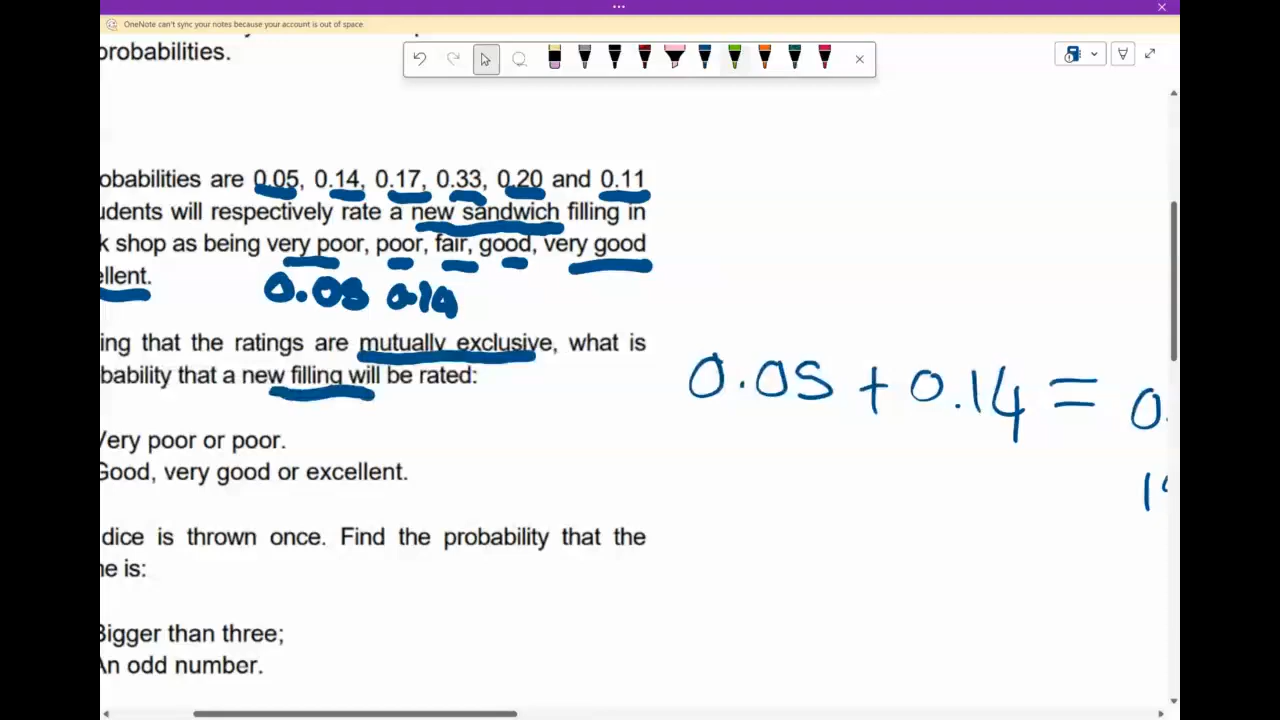 OneNote can't sync your notes because your account is out of space.
probabilities.
obabilities are 0.05, 0.14, 0.17, 0.33, 0.20 and 0.11
udents will respectively rate a new sandwich filling in
k shop as being very poor, poor, fair, good, very good
ellent.
0.05 0.14
ing that the ratings are mutually exclusive, what is
bability that a new filling will be rated:
0.05 + 0.14 = 0.
Very poor or poor.
Good, very good or excellent.
dice is thrown once. Find the probability that the
ne is:
Bigger than three;
An odd number.